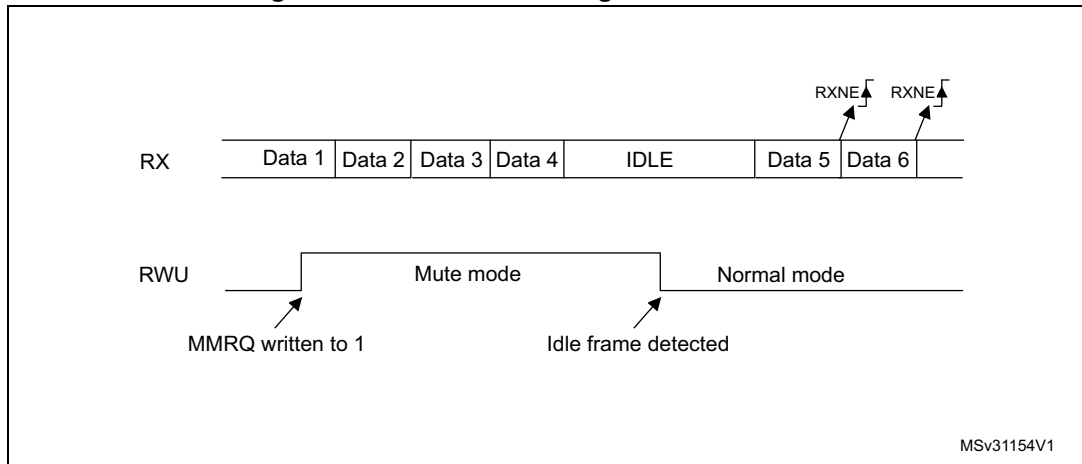 RXNE RXNE
RX Data 1 Data 2 Data 3 Data 4 IDLE Data 5 Data 6
RWU Mute mode Normal mode
MMRQ written to 1 Idle frame detected
MSv31154V1